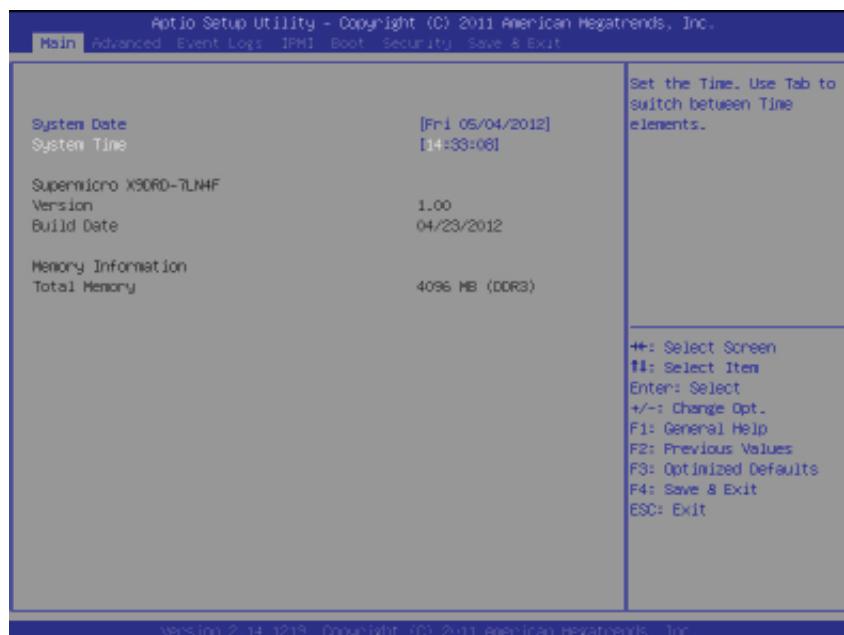 Aptio Setup Utility - Copyright (C) 2011 American Megatrends, Inc.
Main Advanced Event Logs IPMI Boot Security Save & Exit
System Date [Fri 05/04/2012]
System Time [14:33:08]
Supermicro X9DRD-7LN4F
Version 1.00
Build Date 04/23/2012
Memory Information
Total Memory 4096 MB (DDR3)
Set the Time. Use Tab to
switch between Time
elements.
→←: Select Screen
↑↓: Select Item
Enter: Select
+/-: Change Opt.
F1: General Help
F2: Previous Values
F3: Optimized Defaults
F4: Save & Exit
ESC: Exit
Version 2.14.1219. Copyright (C) 2011 American Megatrends, Inc.